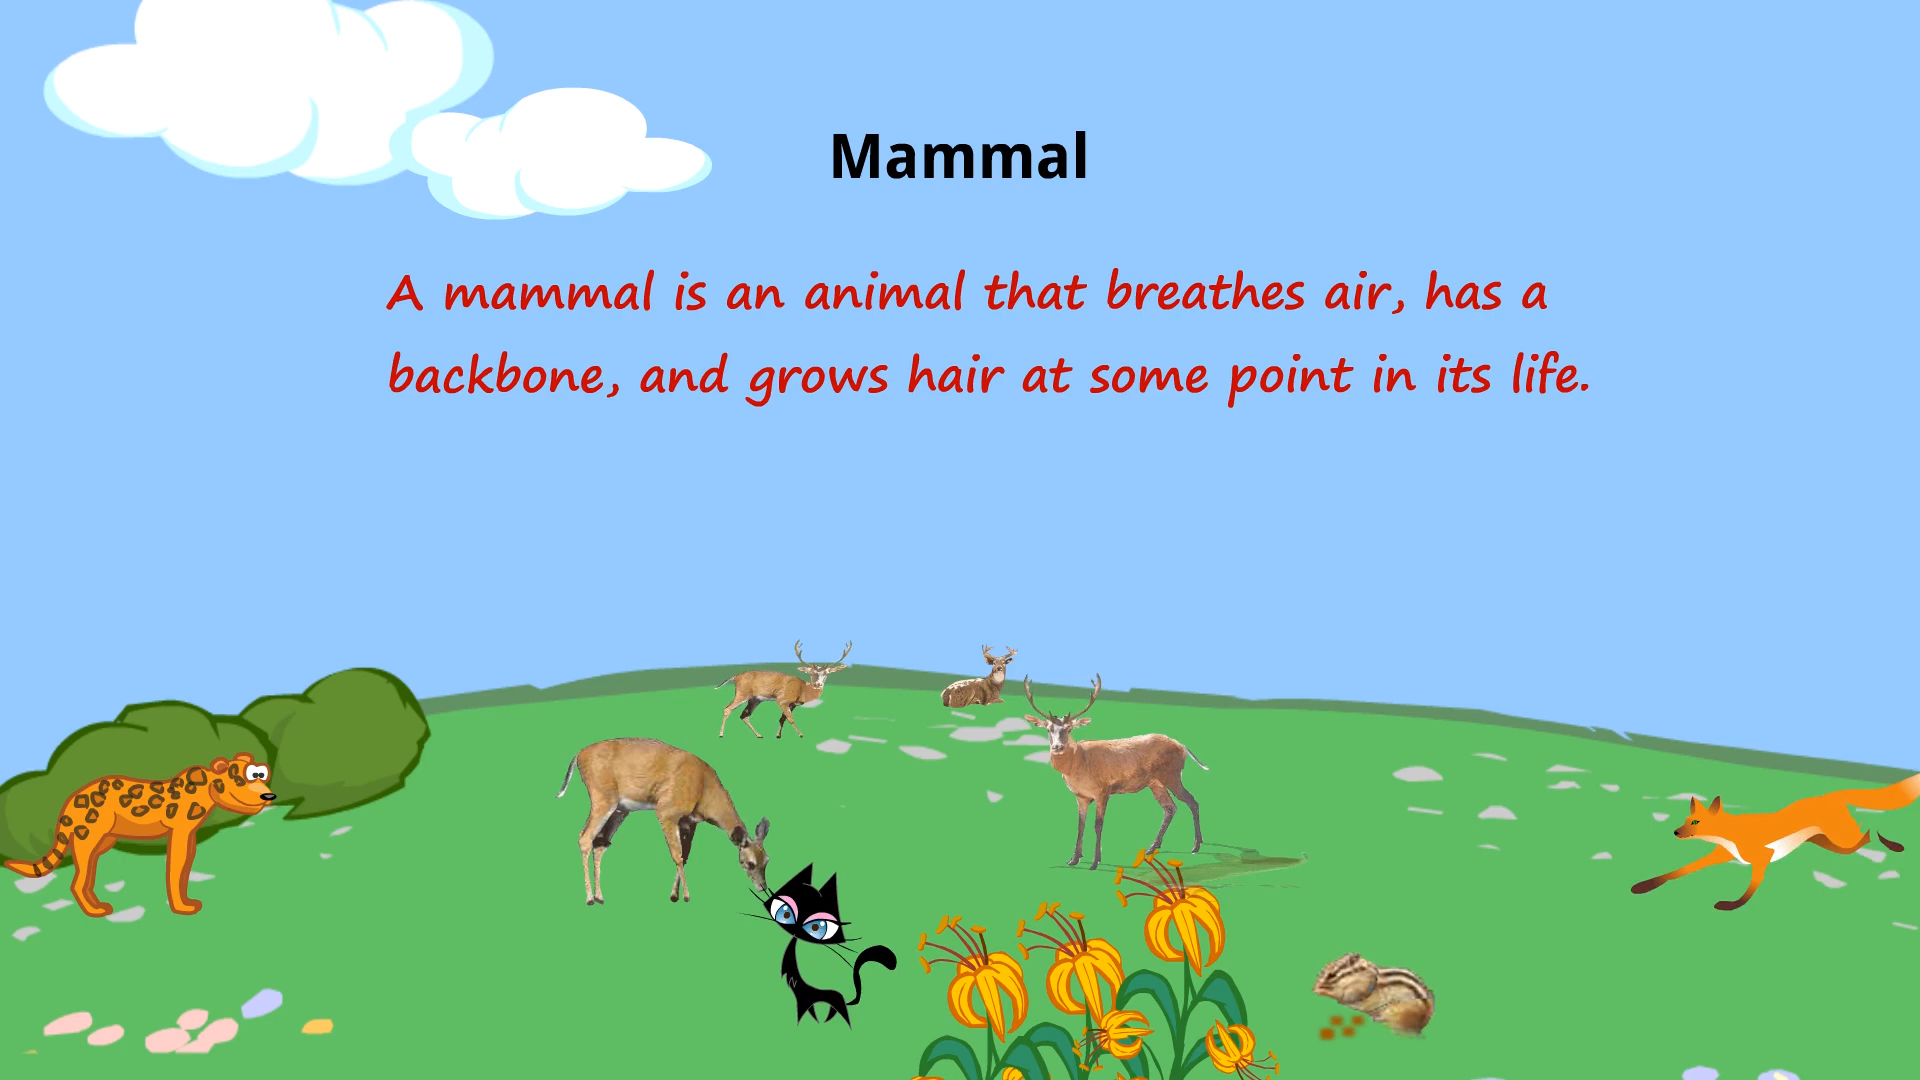 Mammal
A mammal is an animal that breathes air, has a
backbone, and grows hair at some point in its life.